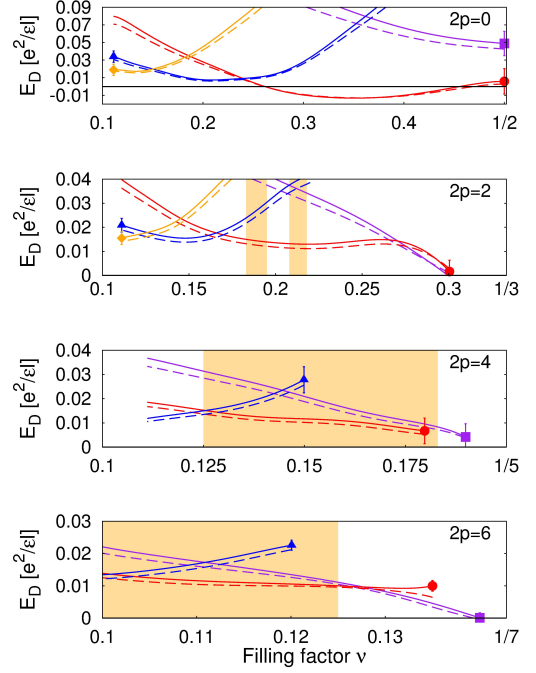 2p=0
E_D [e²/εl]
0.09
0.07
0.05
0.03
0.01
-0.01
0.1 0.2 0.3 0.4 1/2
2p=2
E_D [e²/εl]
0.04
0.03
0.02
0.01
0
0.1 0.15 0.2 0.25 0.3 1/3
2p=4
E_D [e²/εl]
0.04
0.03
0.02
0.01
0
0.1 0.125 0.15 0.175 1/5
2p=6
E_D [e²/εl]
0.03
0.02
0.01
0
0.1 0.11 0.12 0.13 1/7
Filling factor ν